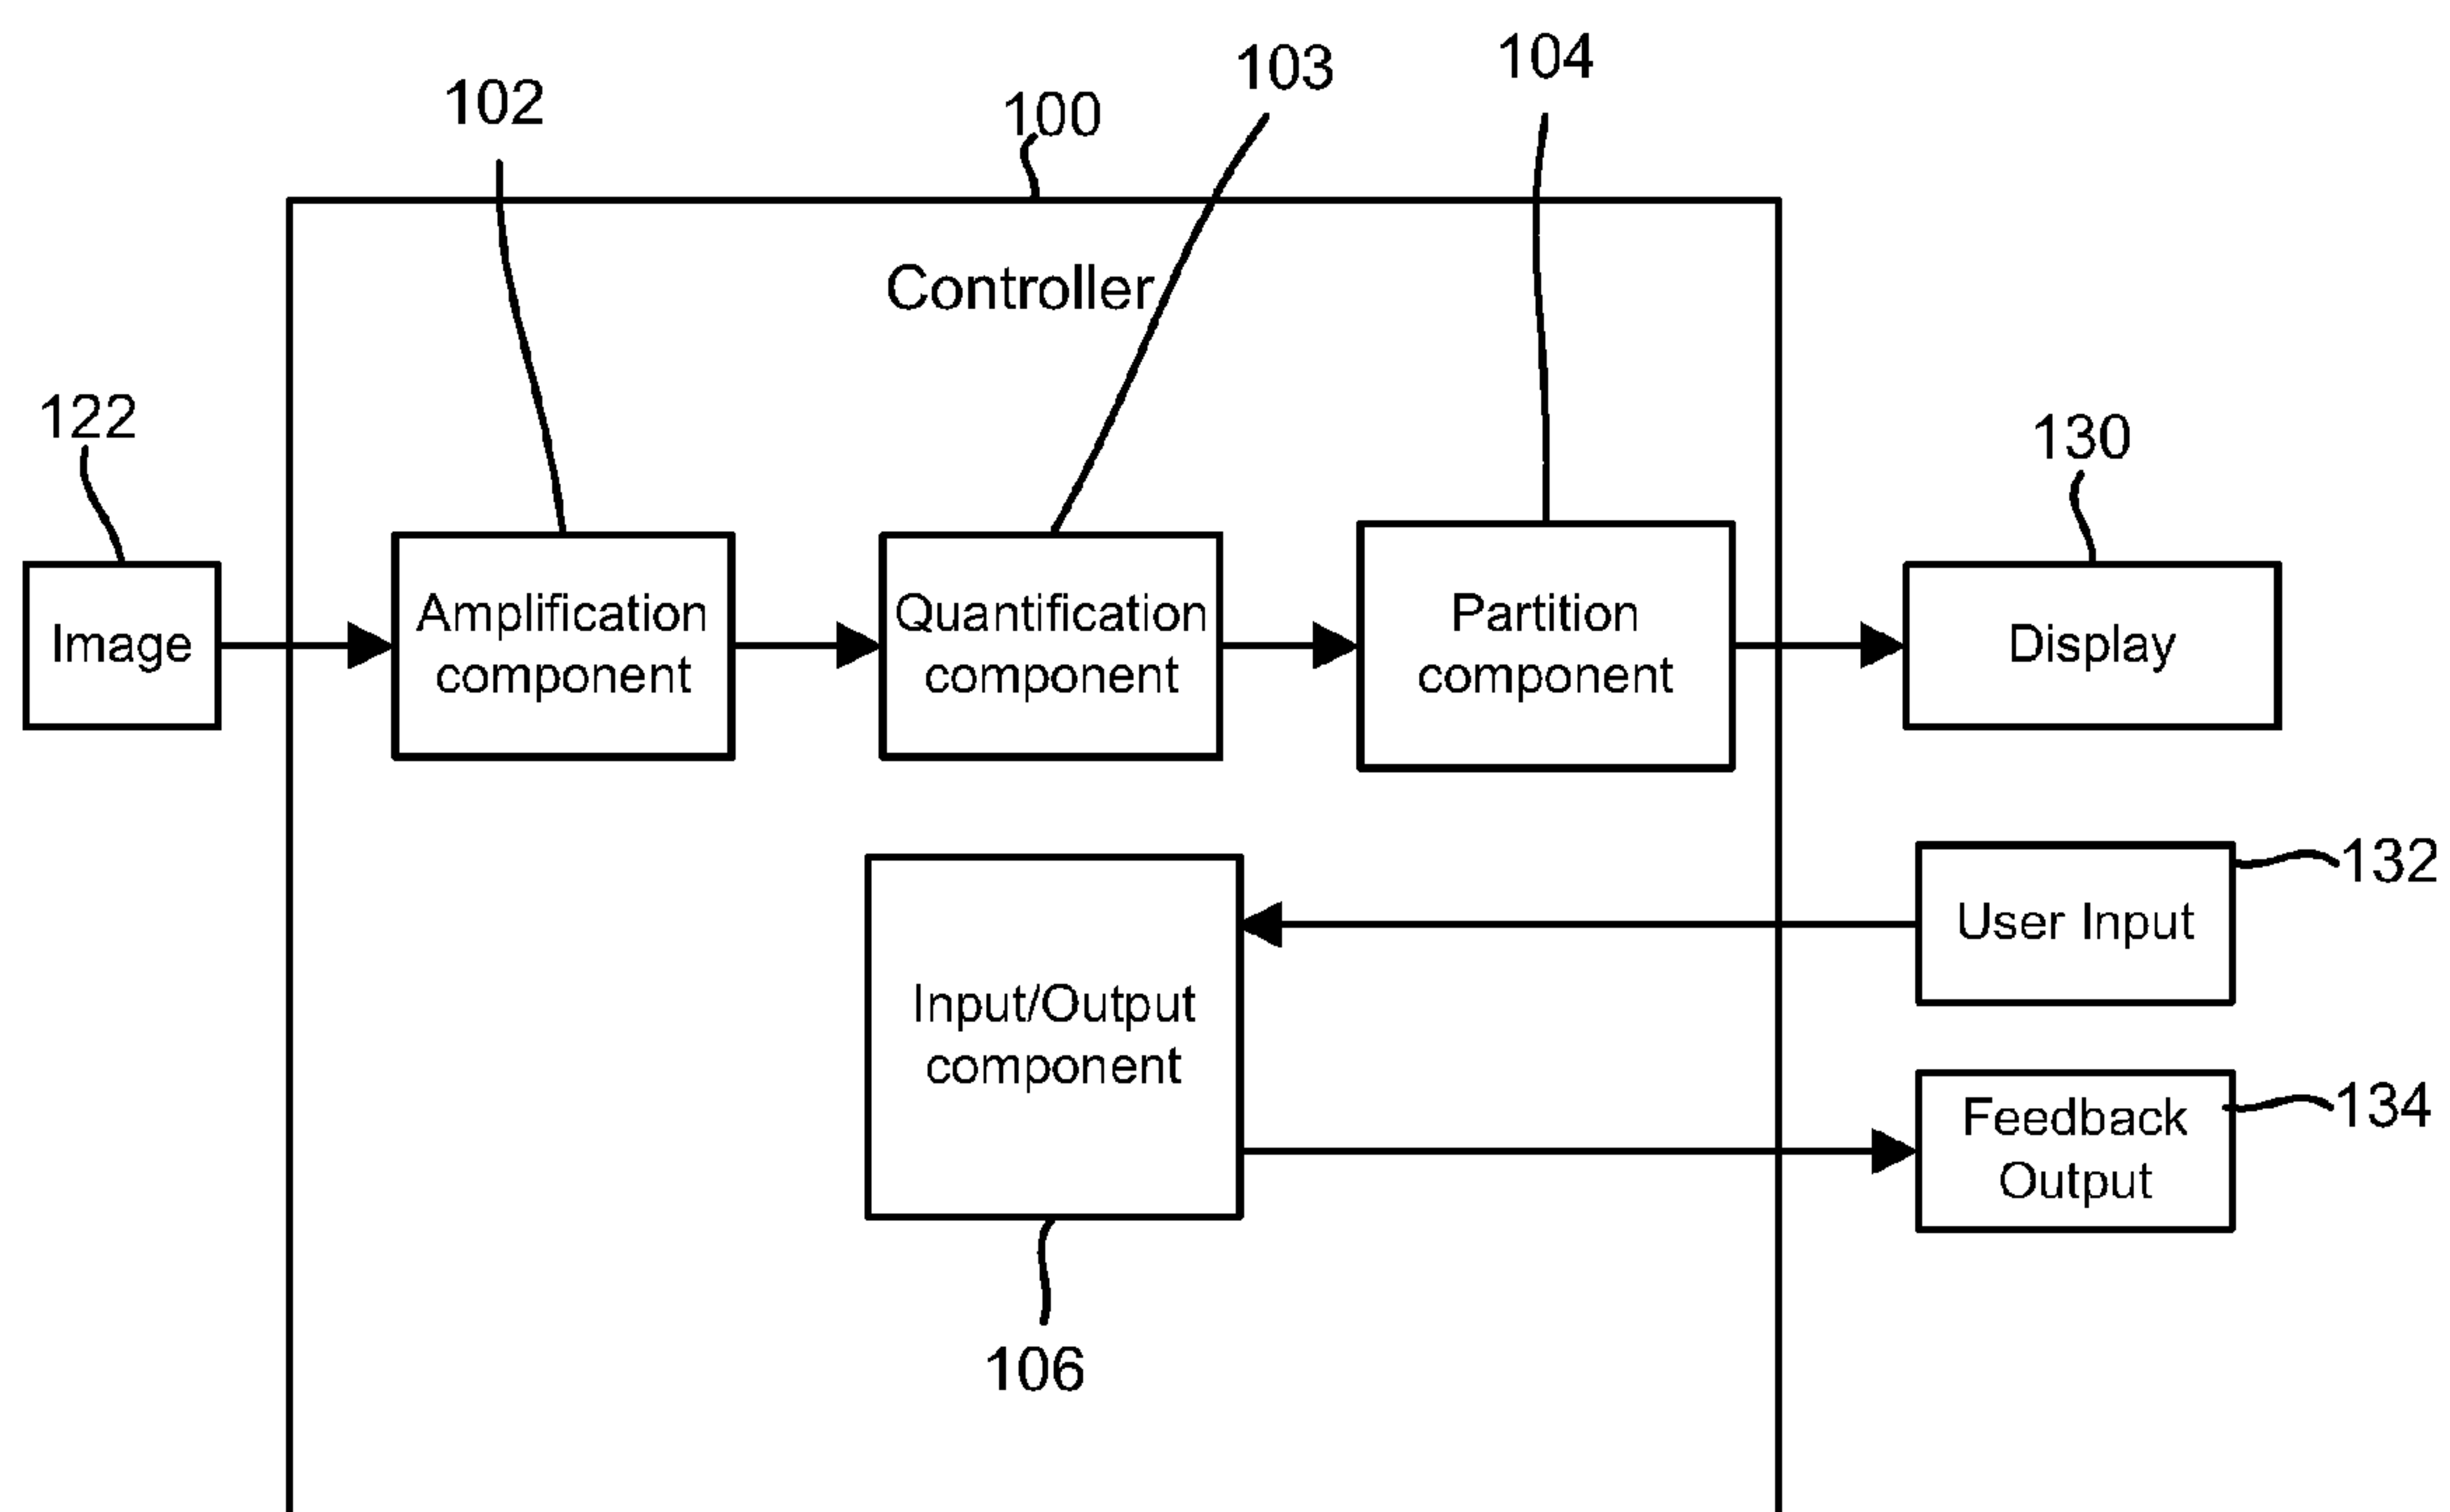 102
100
103
104
Controller
122
130
Image
Amplification
component
Quantification
component
Partition
component
Display
132
User Input
Input/Output
component
134
Feedback
Output
106